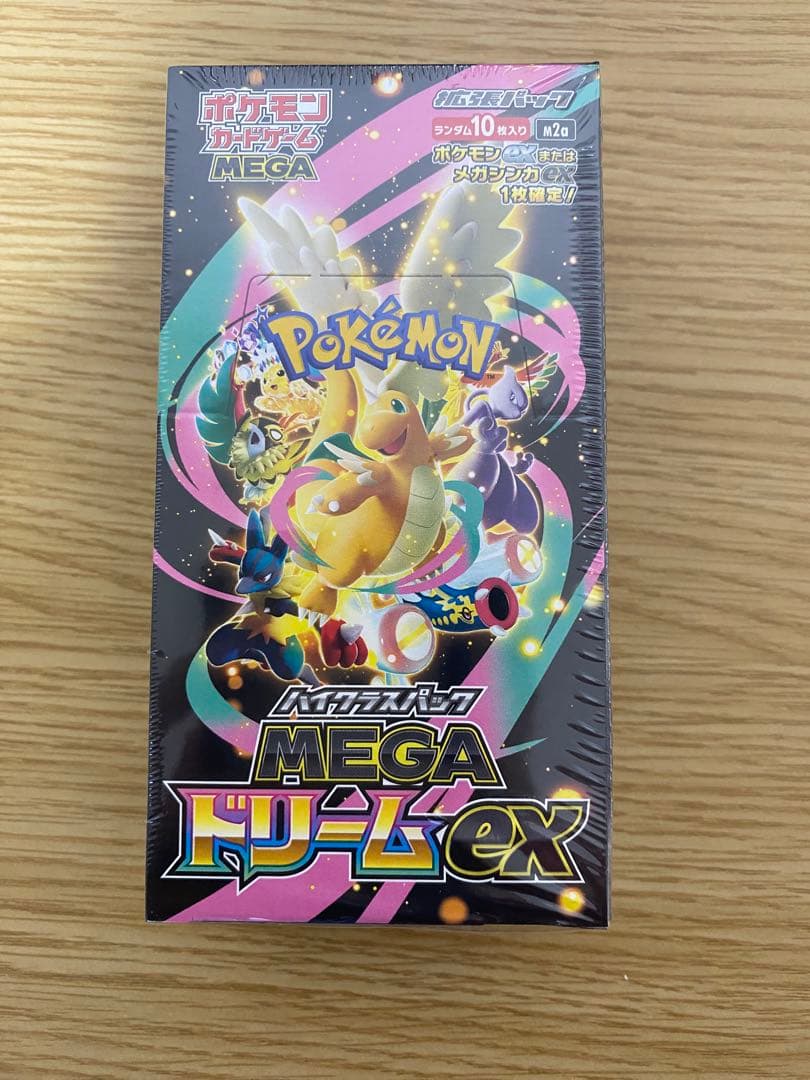 ポケモン
カードゲーム
MEGA
拡張パック
ランダム10枚入り
M2a
ポケモンexまたは
メガシンカex
1枚確定!
POKéMON
TM
ハイクラスパック
MEGA
ドリームex